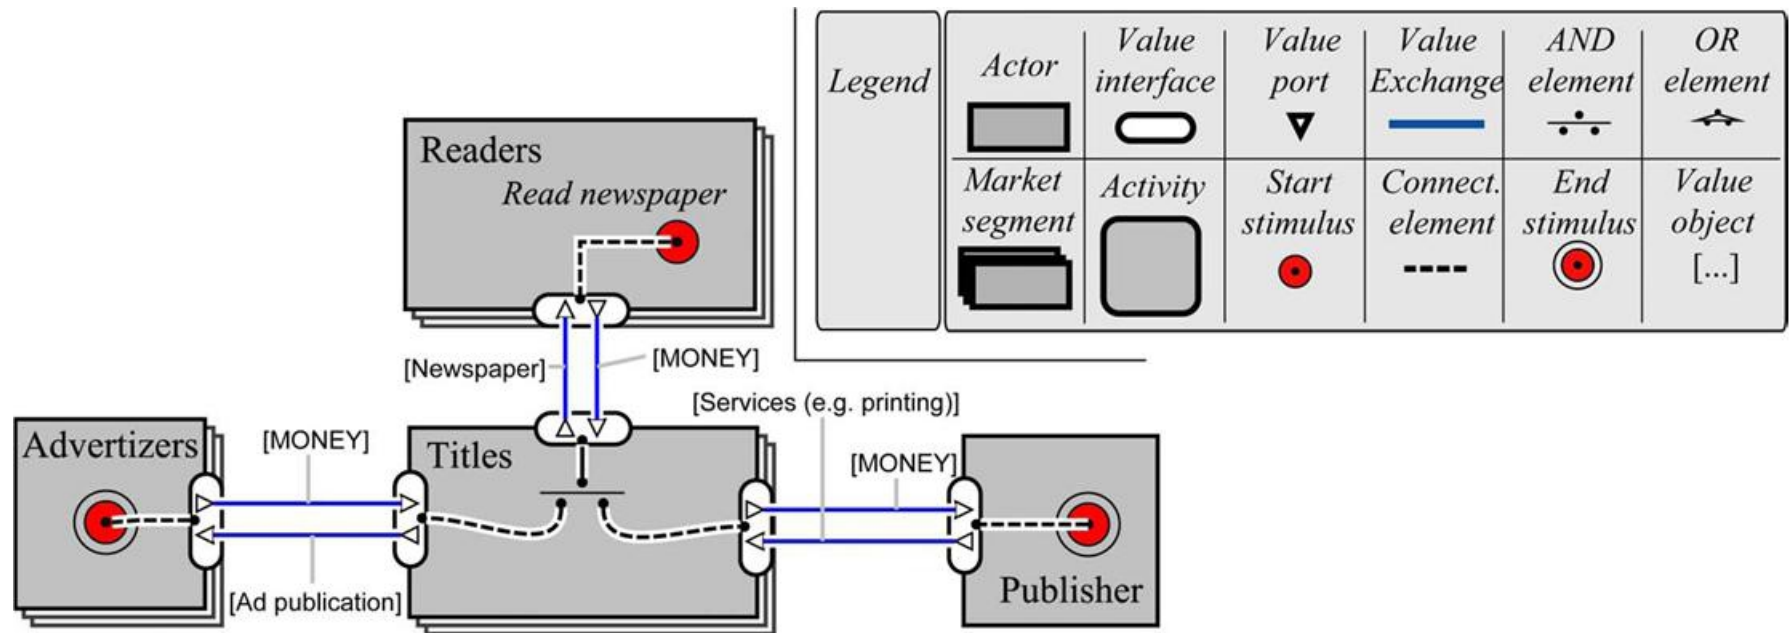 Legend
Actor
Value
interface
Value
port
Value
Exchange
AND
element
OR
element
Market
segment
Activity
Start
stimulus
Connect.
element
End
stimulus
Value
object
[...]
Readers
Read newspaper
[Newspaper]
[MONEY]
[Services (e.g. printing)]
Advertizers
[MONEY]
Titles
[MONEY]
[Ad publication]
Publisher